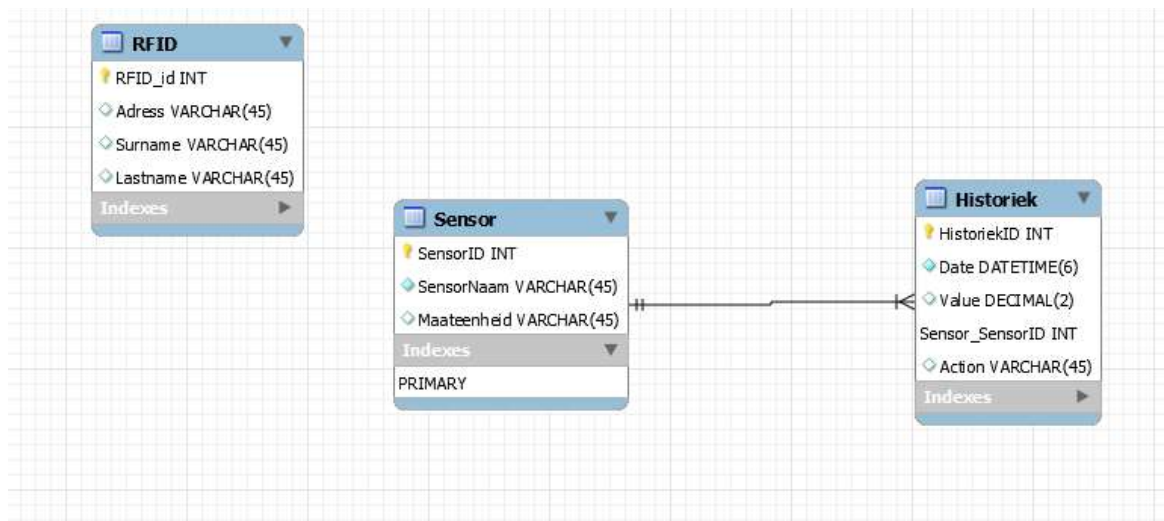 RFID
RFID_id INT
Adress VARCHAR(45)
Surname VARCHAR(45)
Lastname VARCHAR(45)
Indexes
Sensor
SensorID INT
SensorNaam VARCHAR(45)
Maateenheid VARCHAR(45)
Indexes
PRIMARY
Historiek
HistoriekID INT
Date DATETIME(6)
Value DECIMAL(2)
Sensor_SensorID INT
Action VARCHAR(45)
Indexes